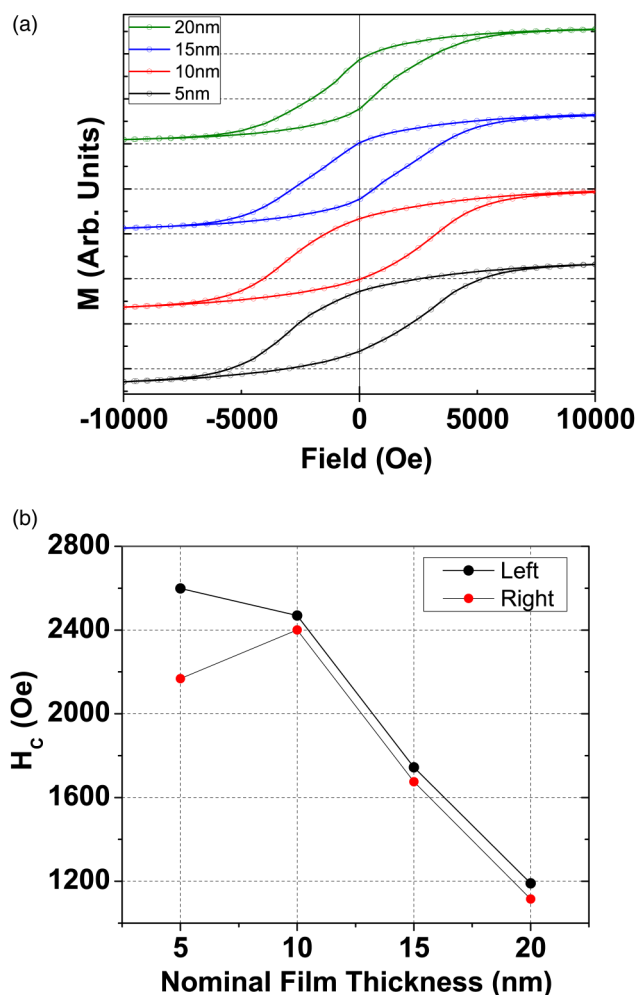 (a)
20nm
15nm
10nm
5nm
M (Arb. Units)
-10000 -5000 0 5000 10000
Field (Oe)
(b)
2800
2400
2000
1600
1200
Left
Right
H_C (Oe)
5 10 15 20
Nominal Film Thickness (nm)